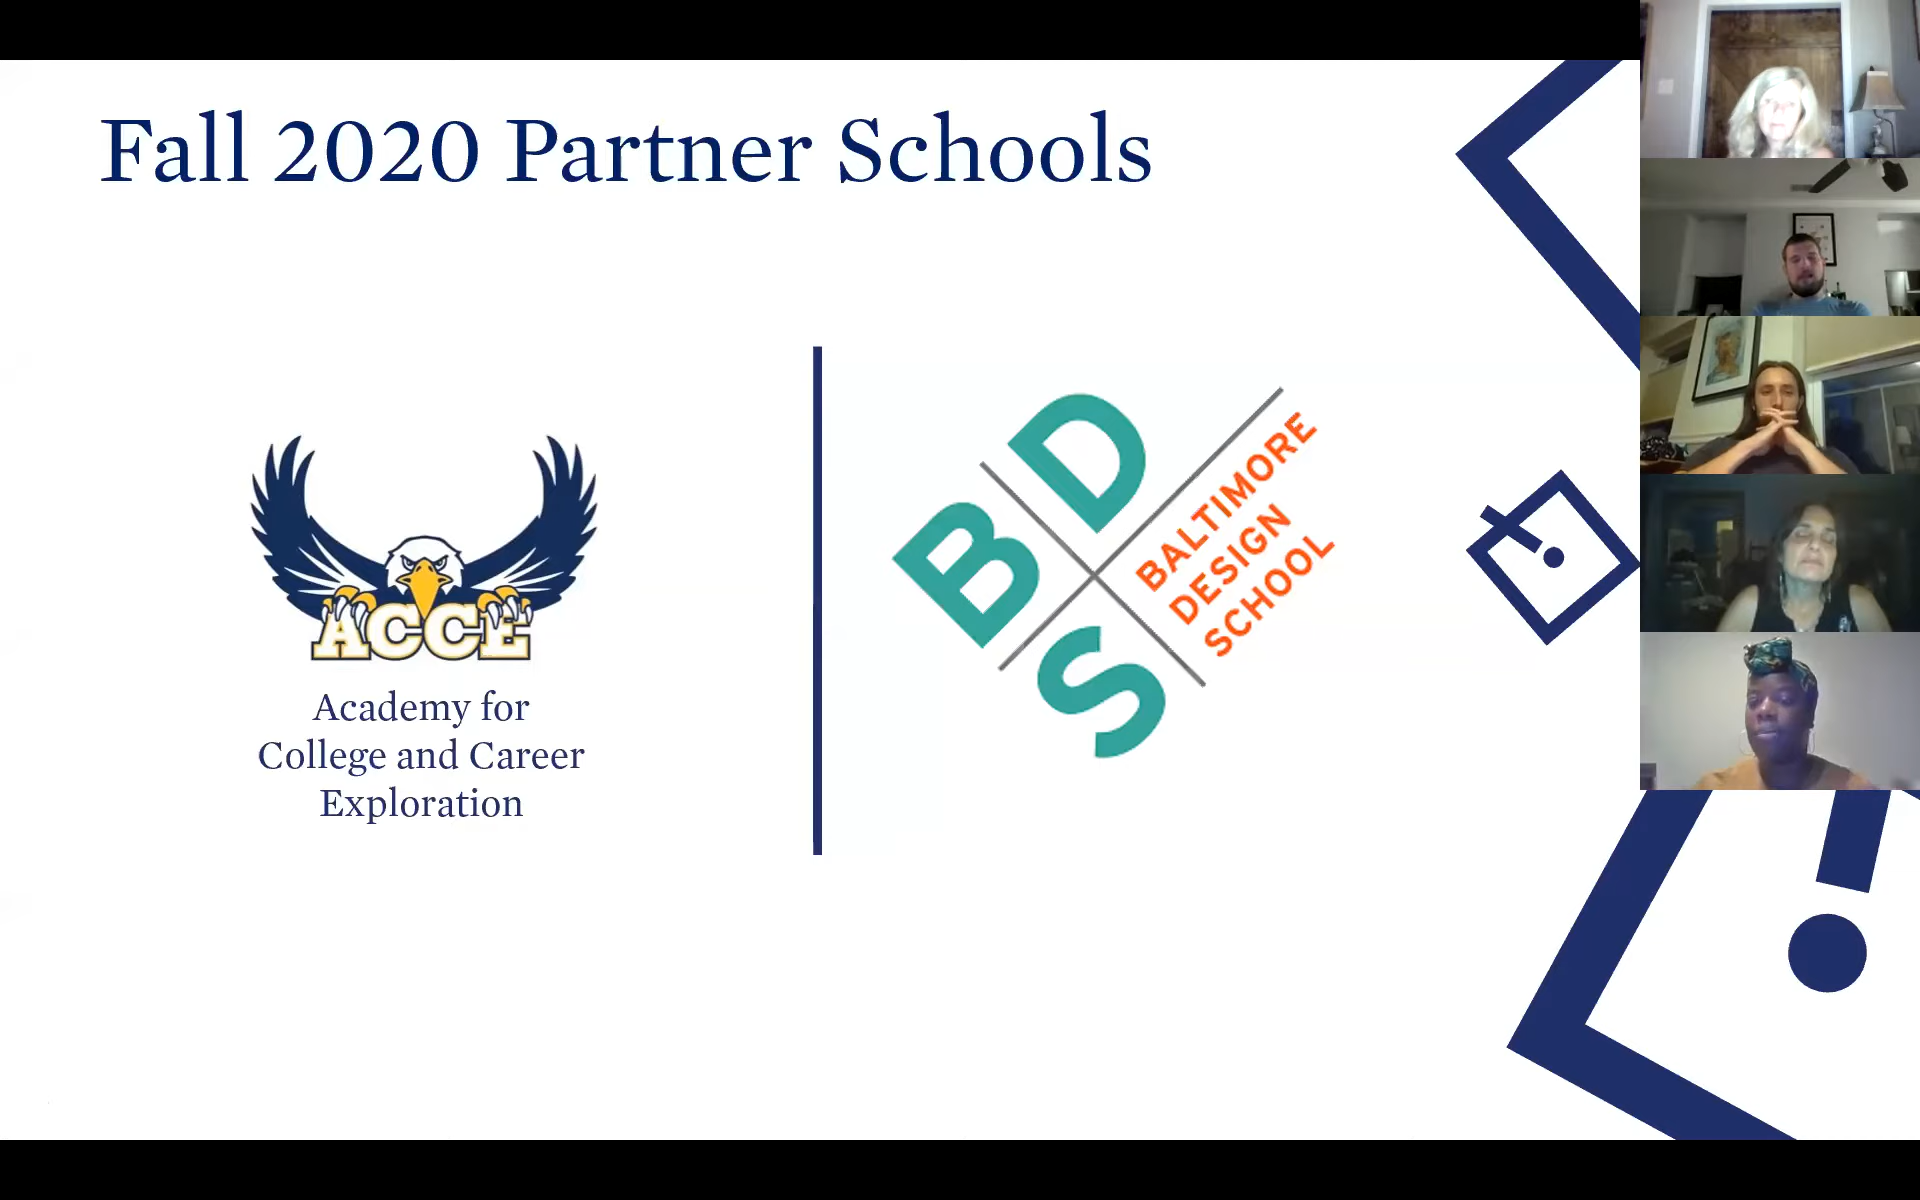 Fall 2020 Partner Schools
ACCE
Academy for
College and Career
Exploration
BDS
BALTIMORE
DESIGN
SCHOOL